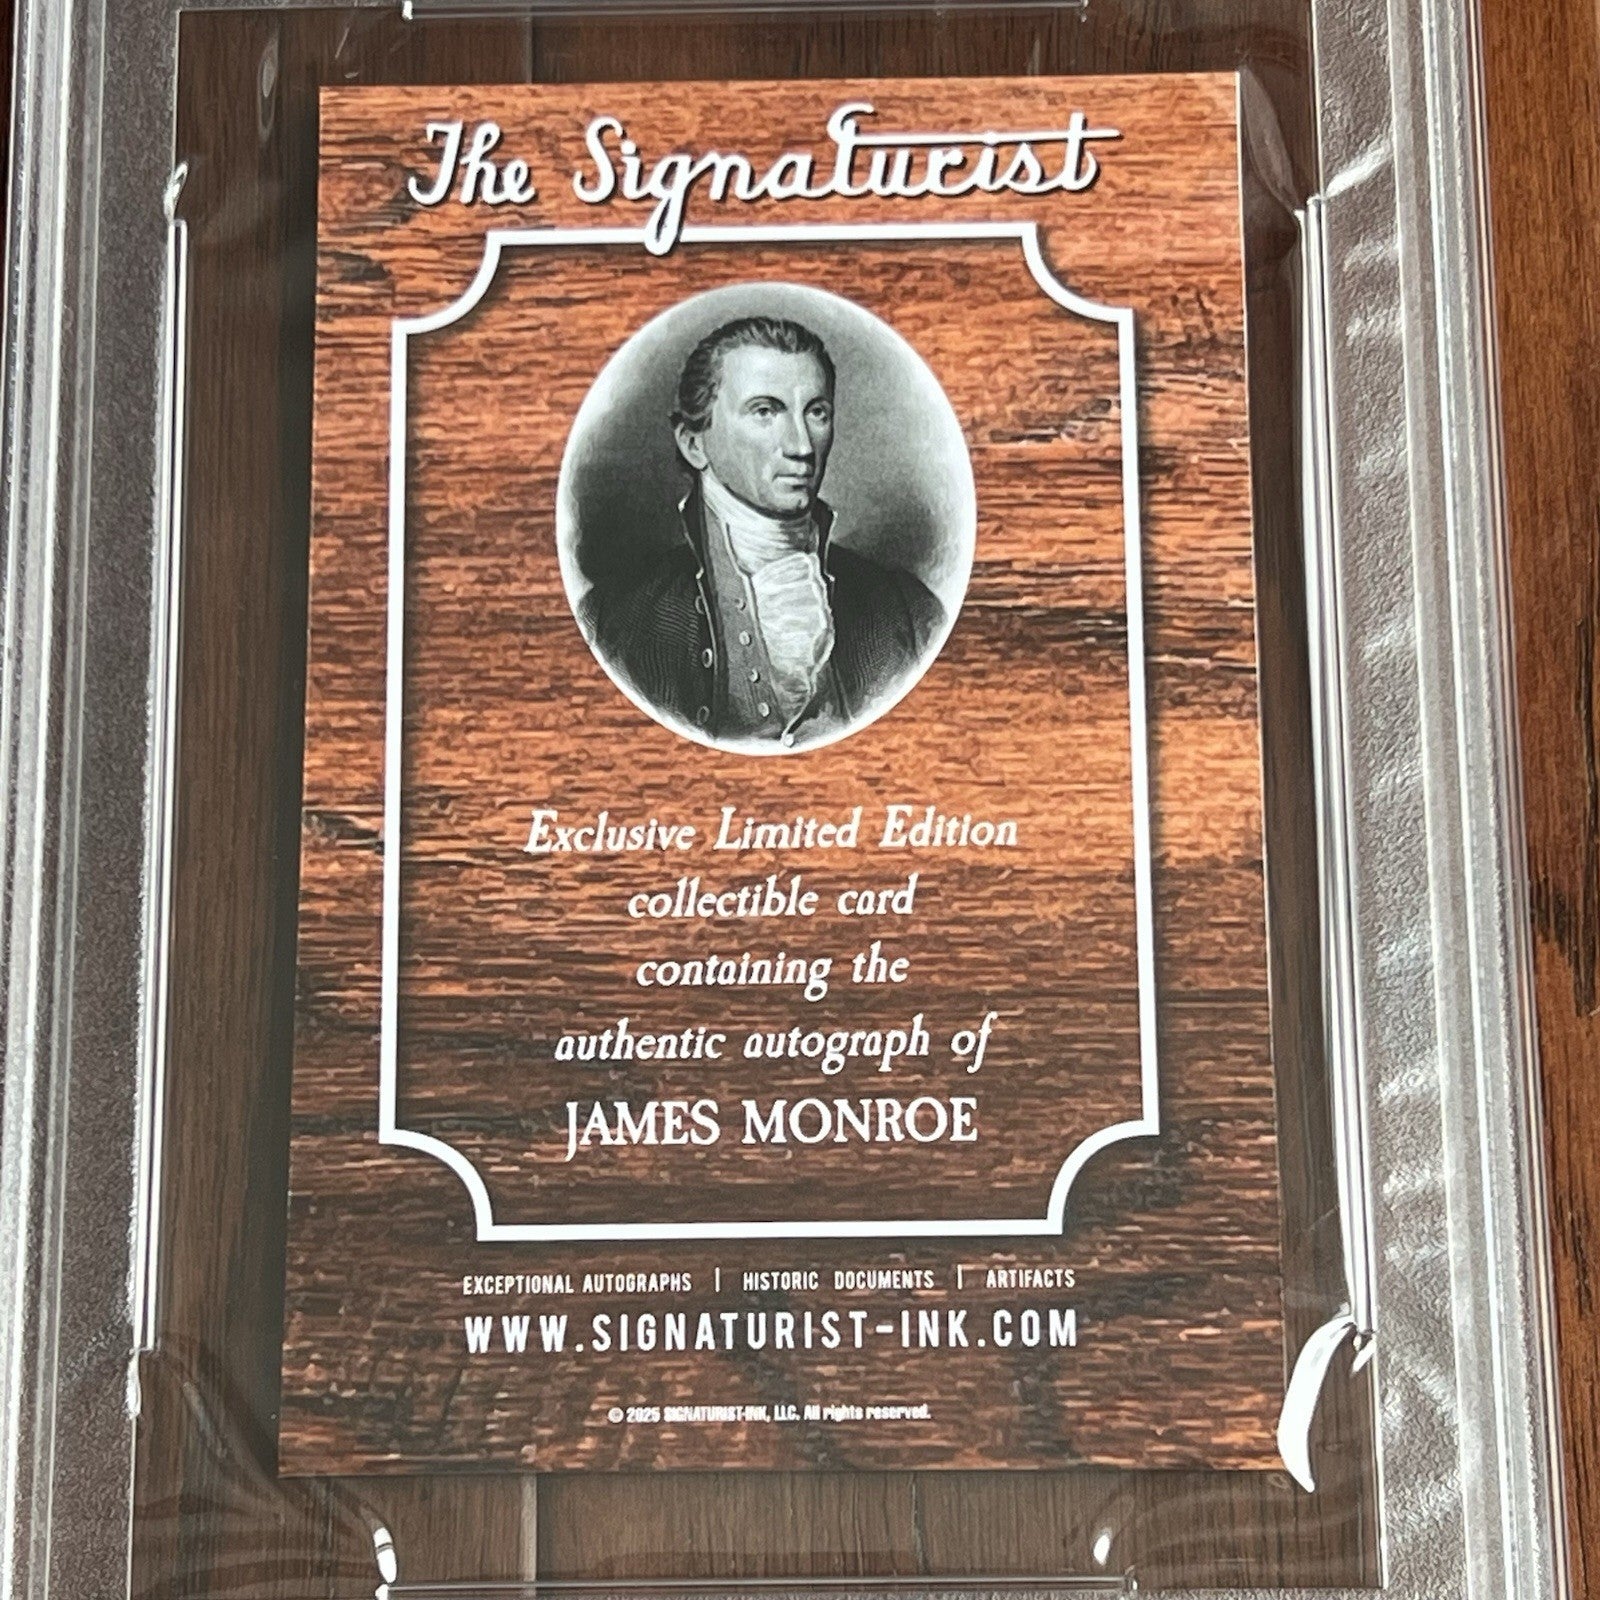 The Signaturist
Exclusive Limited Edition
collectible card
containing the
authentic autograph of
JAMES MONROE
EXCEPTIONAL AUTOGRAPHS | HISTORIC DOCUMENTS | ARTIFACTS
WWW.SIGNATURIST-INK.COM
© 2025 SIGNATURIST-INK, LLC. All rights reserved.